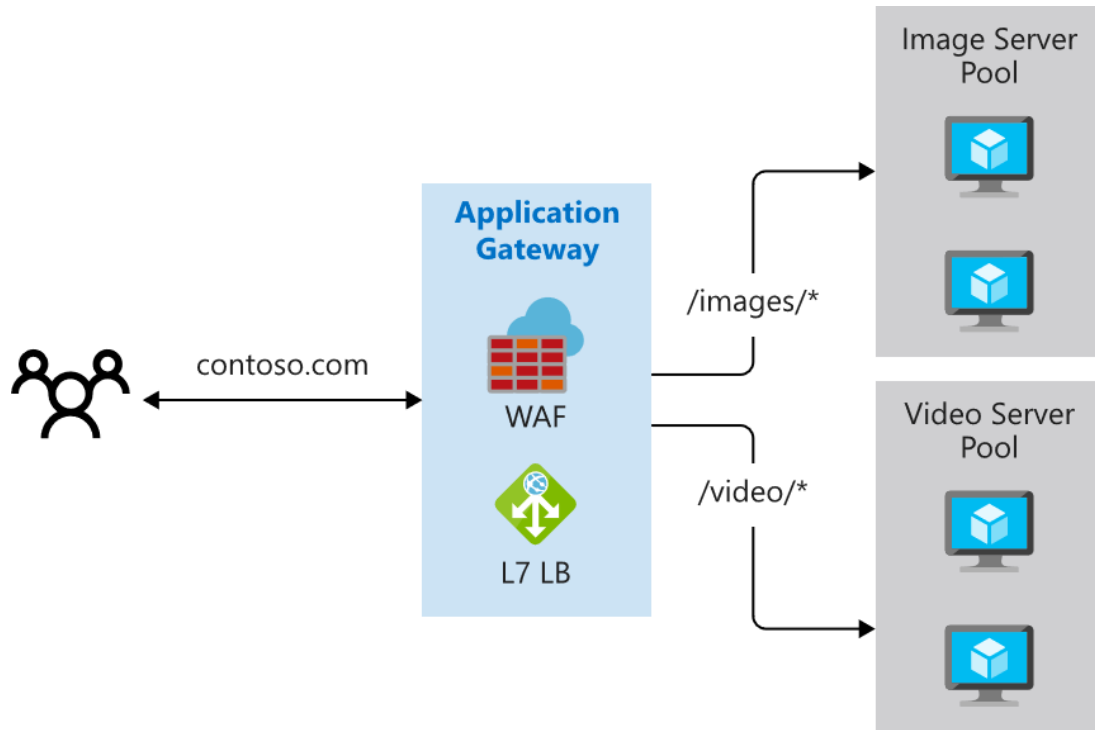 contoso.com
Application
Gateway
WAF
L7 LB
/images/*
/video/*
Image Server
Pool
Video Server
Pool